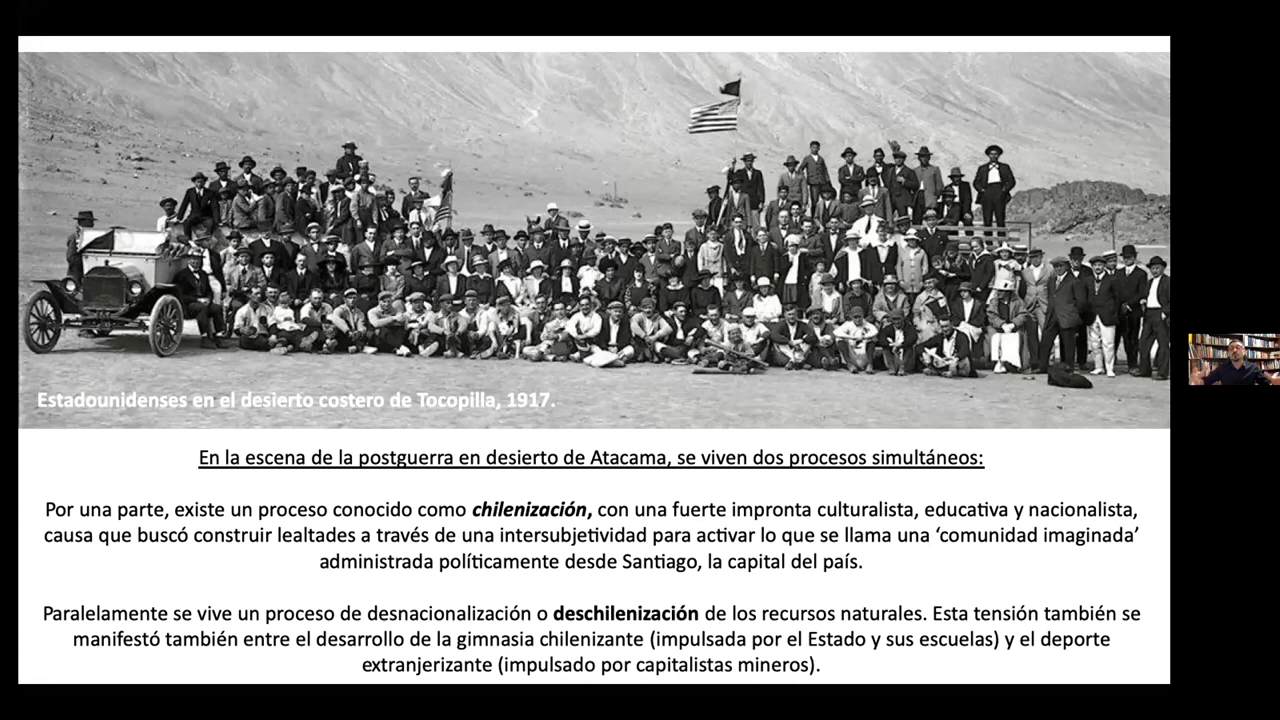 Estadounidenses en el desierto costero de Tocopilla, 1917.
En la escena de la postguerra en desierto de Atacama, se viven dos procesos simultáneos:
Por una parte, existe un proceso conocido como chilenización, con una fuerte impronta culturalista, educativa y nacionalista,
causa que buscó construir lealtades a través de una intersubjetividad para activar lo que se llama una ‘comunidad imaginada’
administrada políticamente desde Santiago, la capital del país.
Paralelamente se vive un proceso de desnacionalización o deschilenización de los recursos naturales. Esta tensión también se
manifestó también entre el desarrollo de la gimnasia chilenizante (impulsada por el Estado y sus escuelas) y el deporte
extranjerizante (impulsado por capitalistas mineros).